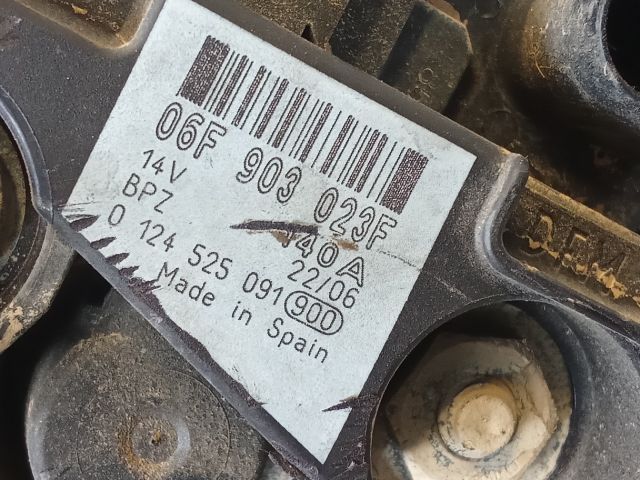 06F 903 023F
14V 140A
BPZ 22/06
0 124 525 091 900
Made in Spain